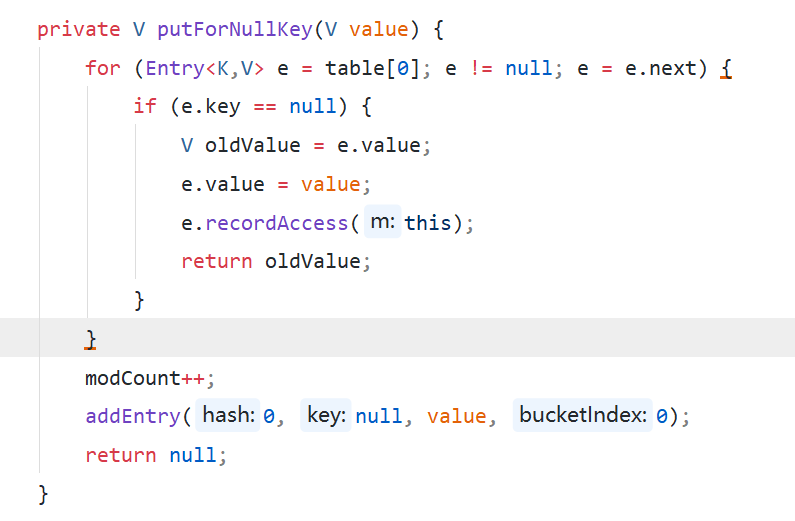 private V putForNullKey(V value) {
    for (Entry<K,V> e = table[0]; e != null; e = e.next) {
        if (e.key == null) {
            V oldValue = e.value;
            e.value = value;
            e.recordAccess( m: this);
            return oldValue;
        }
    }
    modCount++;
    addEntry( hash: 0, key: null, value, bucketIndex: 0);
    return null;
}